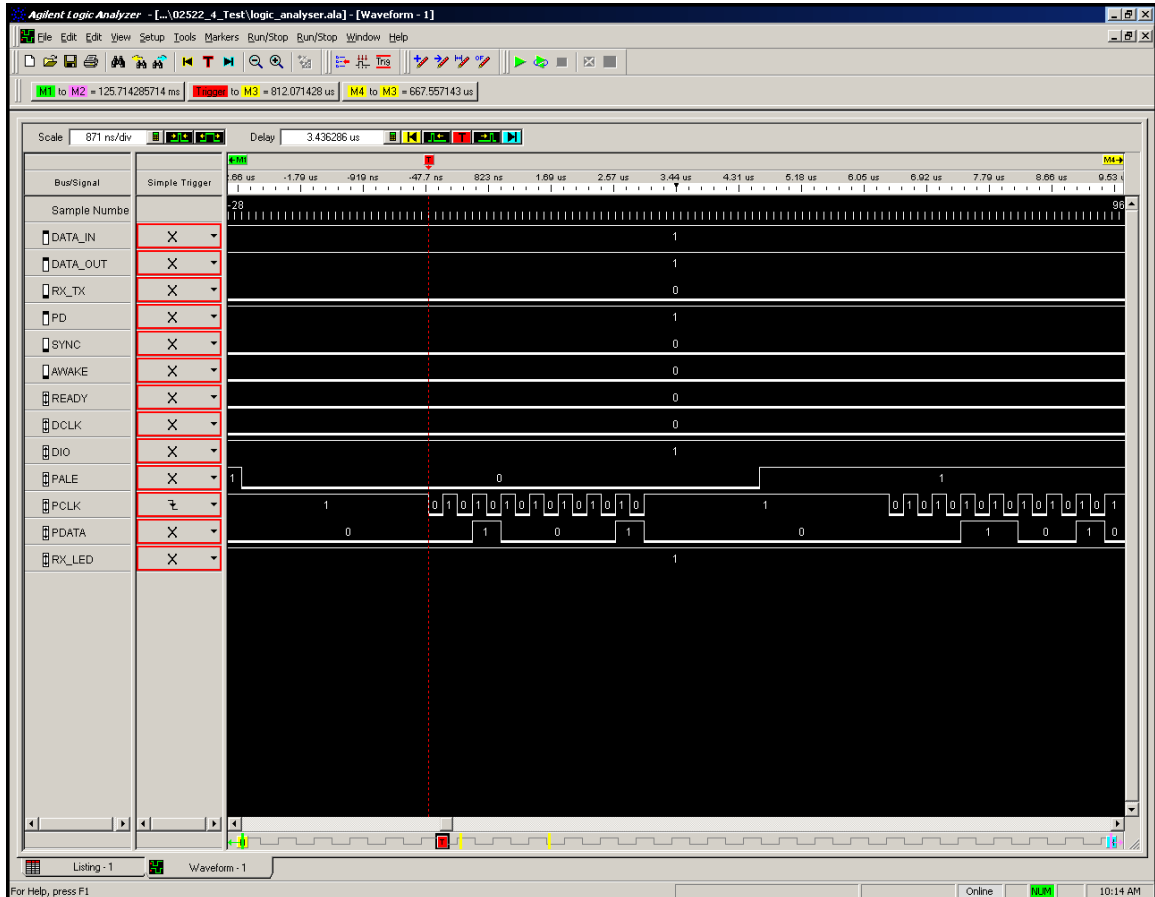 Agilent Logic Analyzer - [...\02522_4_Test\logic_analyser.ala] - [Waveform - 1]
File Edit Edit View Setup Tools Markers Run/Stop Run/Stop Window Help
T Trig
M1 to M2 = 125.714285714 ms Trigger to M3 = 812.071428 us M4 to M3 = 667.557143 us
Scale 871 ns/div Delay 3.436286 us T
M1 T M4
Bus/Signal Simple Trigger 2.66 us -1.79 us -919 ns -47.7 ns 823 ns 1.69 us 2.57 us 3.44 us 4.31 us 5.18 us 6.05 us 6.92 us 7.79 us 8.66 us 9.53 u
Sample Numbe -28 96
DATA_IN X 1
DATA_OUT X 1
RX_TX X 0
PD X 1
SYNC X 0
AWAKE X 0
READY X 0
DCLK X 0
DIO X 1
PALE X 1 0 1
PCLK 1 0 1 0 1 0 1 0 1 0 1 0 1 0 1 0 1 0 1 0 1 0 1 0 1 0 1 0 1 0 1 0 1
PDATA X 0 1 0 1 0 1 0 1 0
RX_LED X 1
T
Listing - 1 Waveform - 1
For Help, press F1 Online NUM 10:14 AM